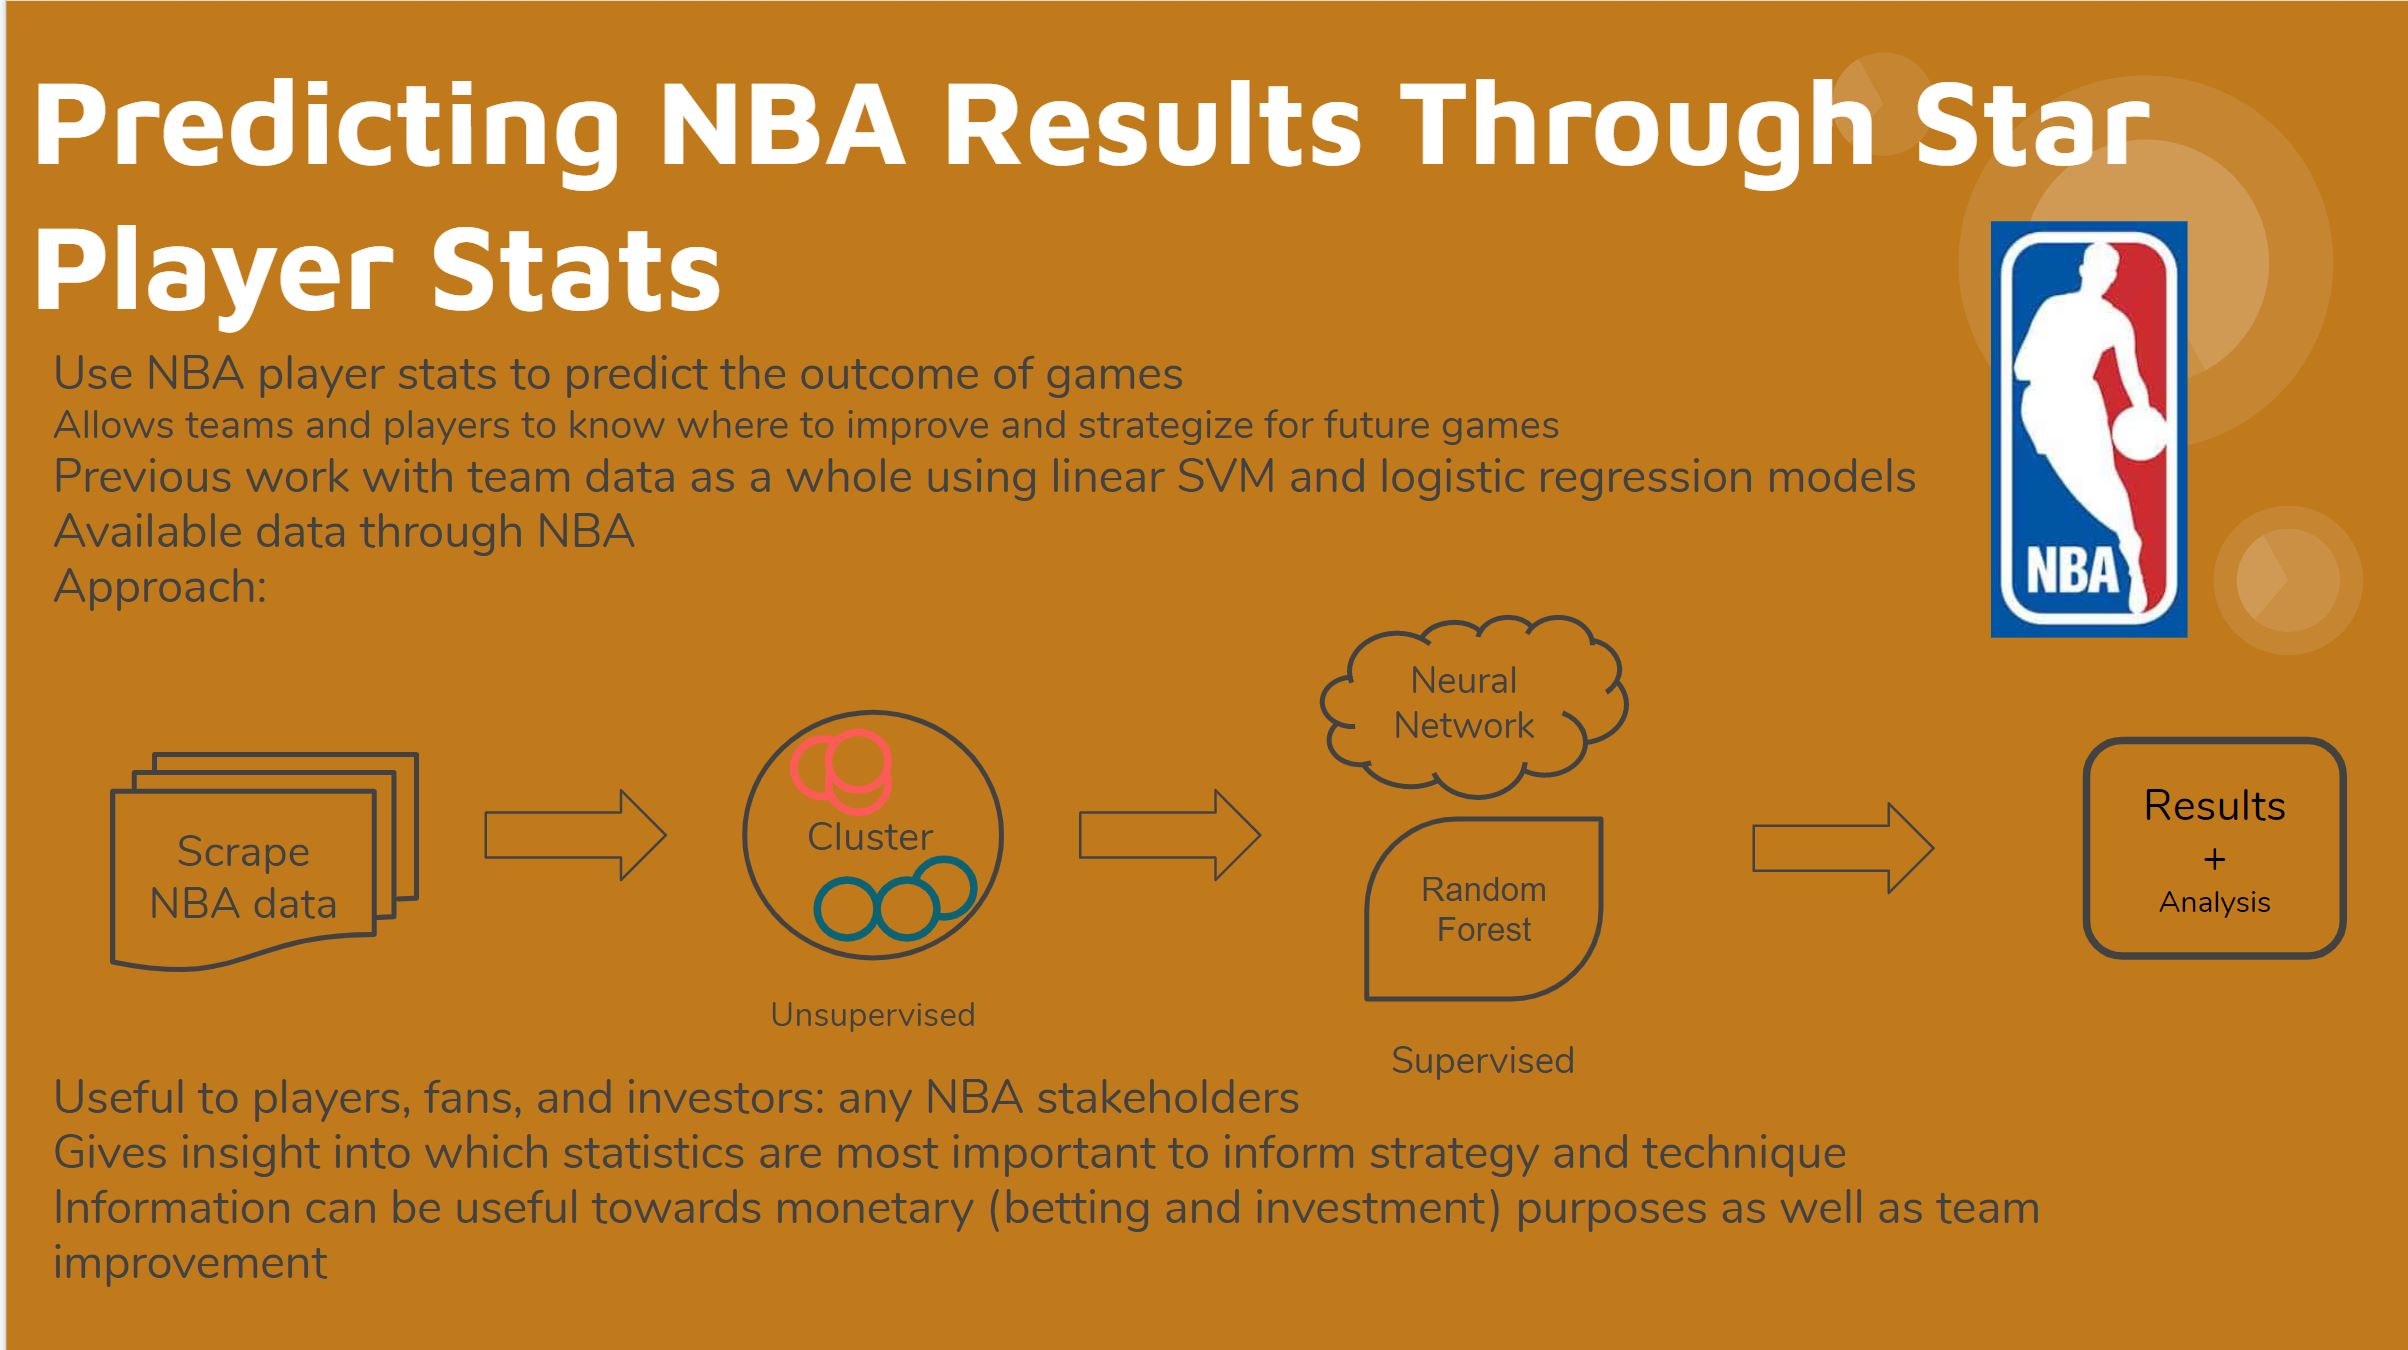 Predicting NBA Results Through Star
Player Stats
Use NBA player stats to predict the outcome of games
Allows teams and players to know where to improve and strategize for future games
Previous work with team data as a whole using linear SVM and logistic regression models
Available data through NBA
Approach:
NBA
Scrape
NBA data
Cluster
Unsupervised
Neural
Network
Random
Forest
Supervised
Results
+
Analysis
Useful to players, fans, and investors: any NBA stakeholders
Gives insight into which statistics are most important to inform strategy and technique
Information can be useful towards monetary (betting and investment) purposes as well as team
improvement